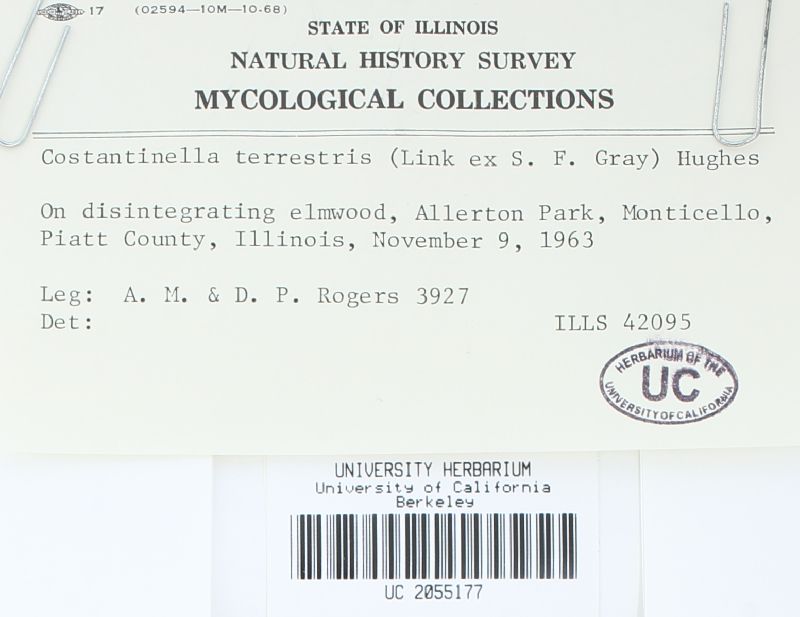 17 (02594—10M—10-68)
STATE OF ILLINOIS
NATURAL HISTORY SURVEY
MYCOLOGICAL COLLECTIONS
Costantinella terrestris (Link ex S. F. Gray) Hughes
On disintegrating elmwood, Allerton Park, Monticello,
Piatt County, Illinois, November 9, 1963
Leg: A. M. & D. P. Rogers 3927
Det:
ILLS 42095
HERBARIUM OF THE
UC
UNIVERSITY OF CALIFORNIA
UNIVERSITY HERBARIUM
University of California
Berkeley
UC 2055177